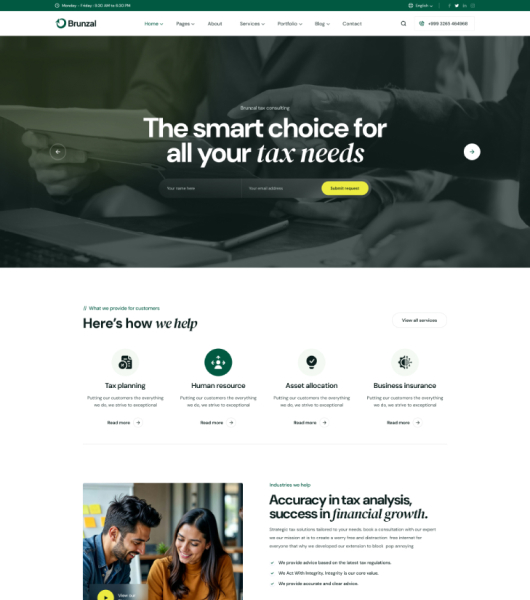 Monday - Friday: 8:00 AM to 6:30 PM
English
Brunzal
Home
Pages
About
Services
Portfolio
Blog
Contact
+999 3265 464988
Brunzal tax consulting
The smart choice for
all your tax needs
Your name here
Your email address
Submit request
// What we provide for customers
Here's how we help
View all services
Tax planning
Putting our customers the everything
we do, we strive to exceptional
Read more
Human resource
Putting our customers the everything
we do, we strive to exceptional
Read more
Asset allocation
Putting our customers the everything
we do, we strive to exceptional
Read more
Business insurance
Putting our customers the everything
we do, we strive to exceptional
Read more
Industries we help
Accuracy in tax analysis,
success in financial growth.
Strategic tax solutions tailored to your needs. book a consultation with our expert
we our mission at is to create a worry free and distraction free internet for
everyone that why we developed our extension to block pop annoying
We provide advice based on the latest tax regulations.
We Act With Integrity. Integrity is our core value.
We provide accurate and clear advice.
View our